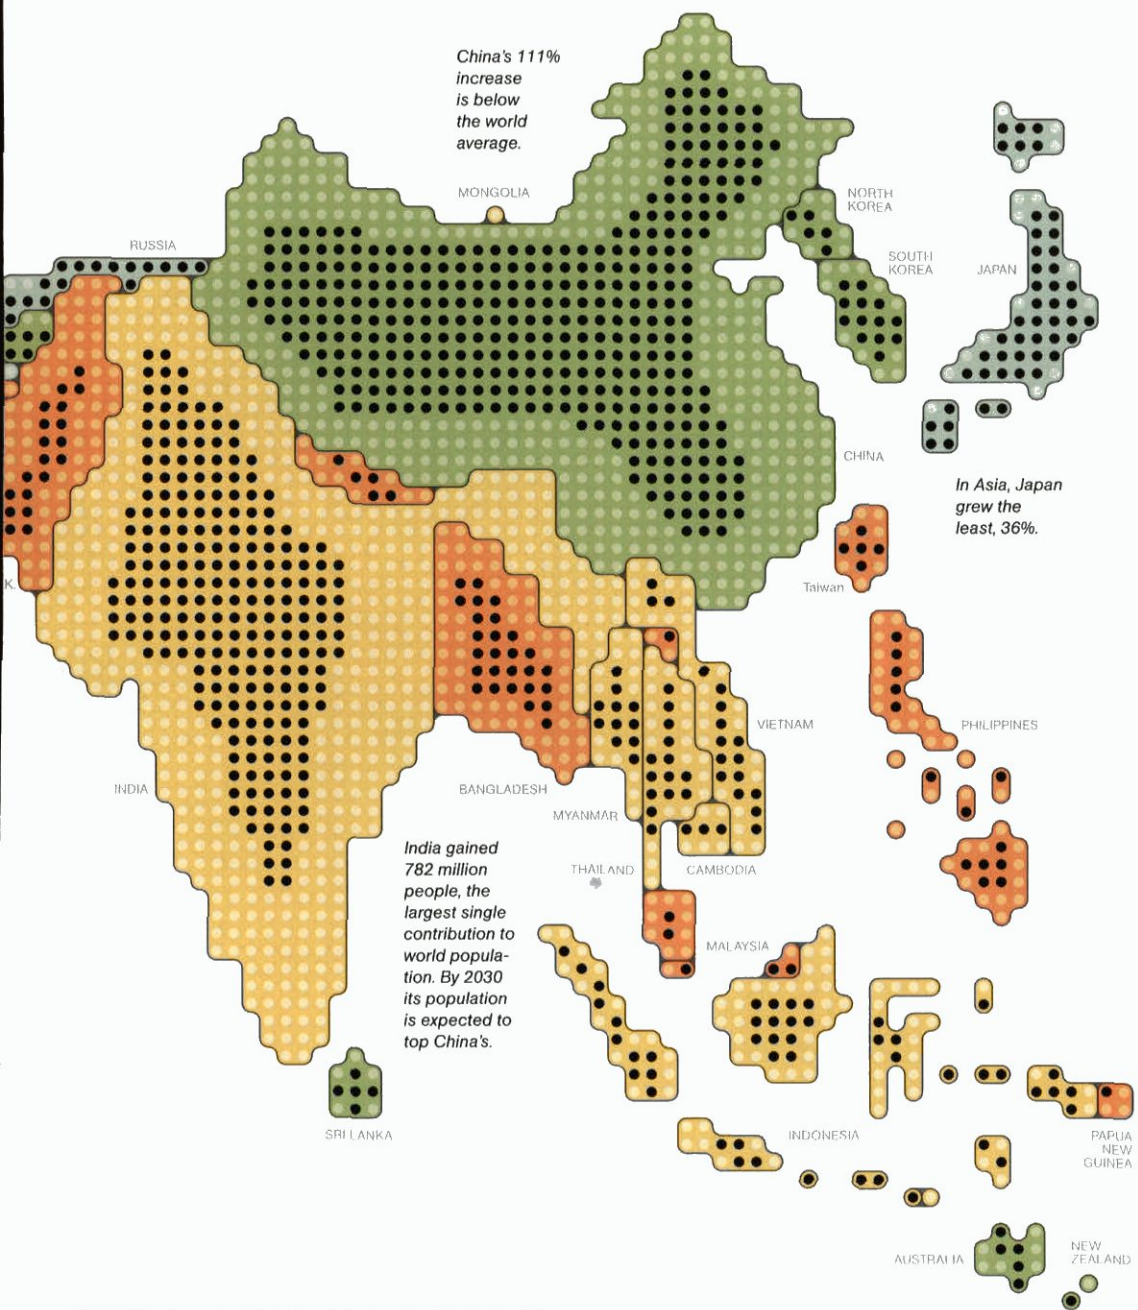 China's 111%
increase
is below
the world
average.
MONGOLIA
NORTH
KOREA
RUSSIA
SOUTH
KOREA
JAPAN
CHINA
In Asia, Japan
grew the
least, 36%.
K.
Taiwan
PHILIPPINES
VIETNAM
INDIA
BANGLADESH
MYANMAR
THAILAND
CAMBODIA
India gained
782 million
people, the
largest single
contribution to
world popula-
tion. By 2030
its population
is expected to
top China's.
MALAYSIA
SRI LANKA
INDONESIA
PAPUA
NEW
GUINEA
AUSTRALIA
NEW
ZEALAND